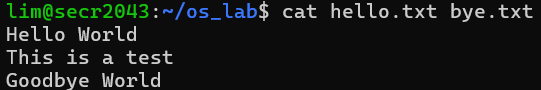 lim@secr2043:~/os_lab$ cat hello.txt bye.txt
Hello World
This is a test
Goodbye World